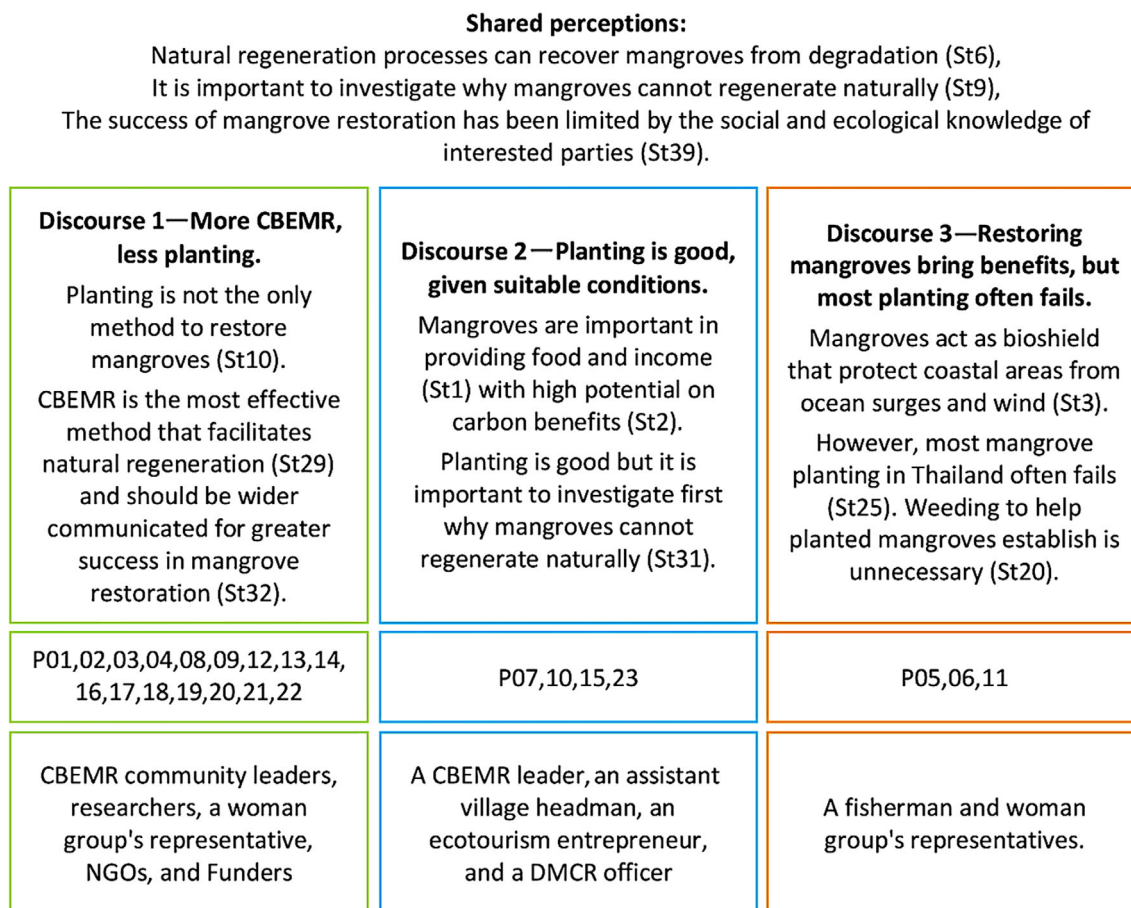 Shared perceptions:
Natural regeneration processes can recover mangroves from degradation (St6),
It is important to investigate why mangroves cannot regenerate naturally (St9),
The success of mangrove restoration has been limited by the social and ecological knowledge of
interested parties (St39).
Discourse 1—More CBEMR,
less planting.
Planting is not the only
method to restore
mangroves (St10).
CBEMR is the most effective
method that facilitates
natural regeneration (St29)
and should be wider
communicated for greater
success in mangrove
restoration (St32).
Discourse 2—Planting is good,
given suitable conditions.
Mangroves are important in
providing food and income
(St1) with high potential on
carbon benefits (St2).
Planting is good but it is
important to investigate first
why mangroves cannot
regenerate naturally (St31).
Discourse 3—Restoring
mangroves bring benefits, but
most planting often fails.
Mangroves act as bioshield
that protect coastal areas from
ocean surges and wind (St3).
However, most mangrove
planting in Thailand often fails
(St25). Weeding to help
planted mangroves establish is
unnecessary (St20).
P01,02,03,04,08,09,12,13,14,
16,17,18,19,20,21,22
P07,10,15,23
P05,06,11
CBEMR community leaders,
researchers, a woman
group's representative,
NGOs, and Funders
A CBEMR leader, an assistant
village headman, an
ecotourism entrepreneur,
and a DMCR officer
A fisherman and woman
group's representatives.